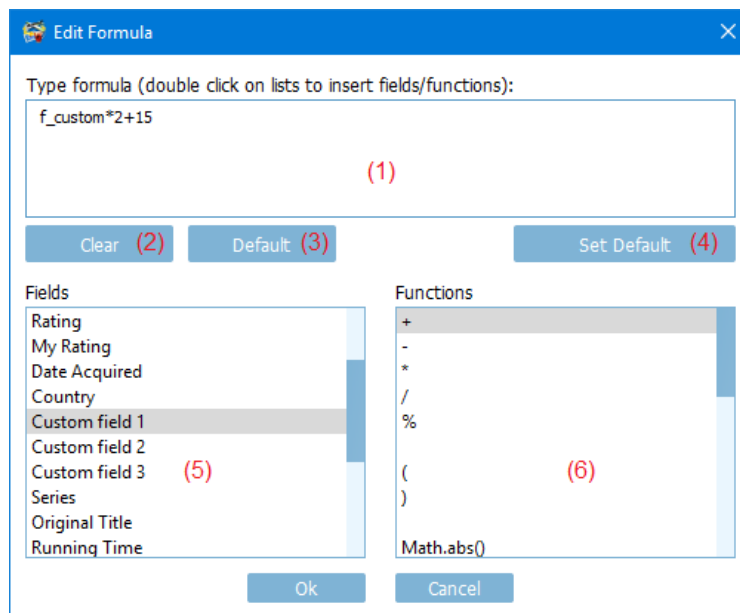 Edit Formula
Type formula (double click on lists to insert fields/functions):
f_custom*2+15
(1)
Clear (2) Default (3) Set Default (4)
Fields Functions
Rating +
My Rating -
Date Acquired *
Country /
Custom field 1 %
Custom field 2
Custom field 3 (5) ( (6)
Series )
Original Title
Running Time Math.abs()
Ok Cancel